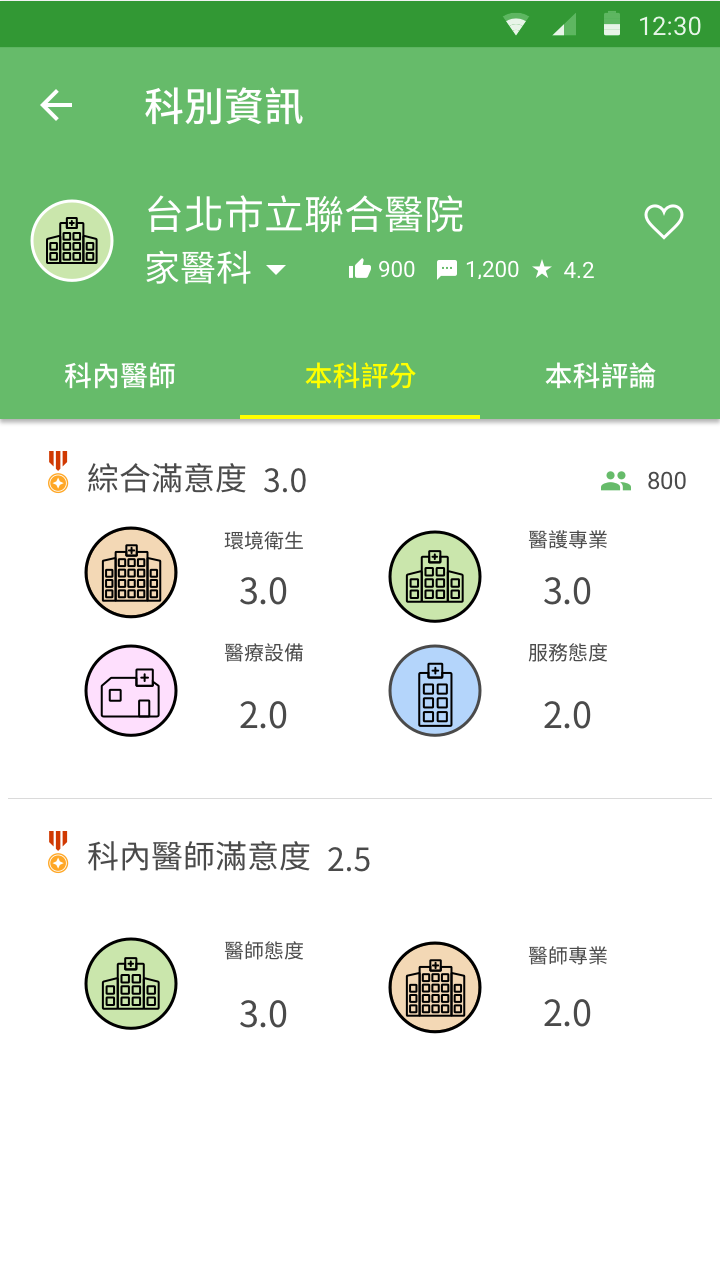 12:30
科別資訊
台北市立聯合醫院
家醫科 900 1,200 4.2
科內醫師 本科評分 本科評論
綜合滿意度 3.0 800
環境衛生 醫護專業
3.0 3.0
醫療設備 服務態度
2.0 2.0
科內醫師滿意度 2.5
醫師態度 醫師專業
3.0 2.0